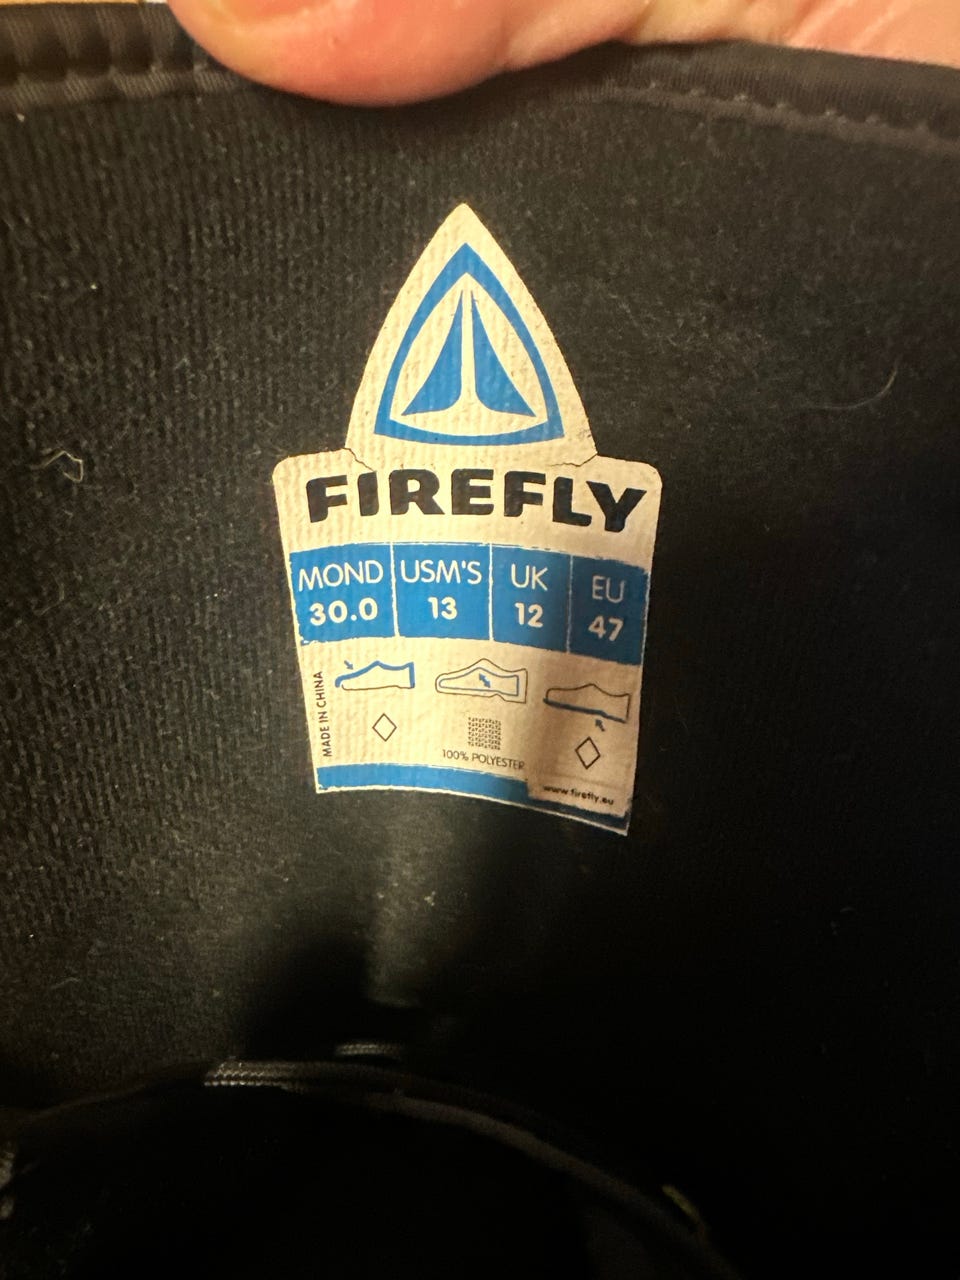 FIREFLY
MOND USM'S UK EU
30.0 13 12 47
MADE IN CHINA
100% POLYESTER
www.firefly.eu